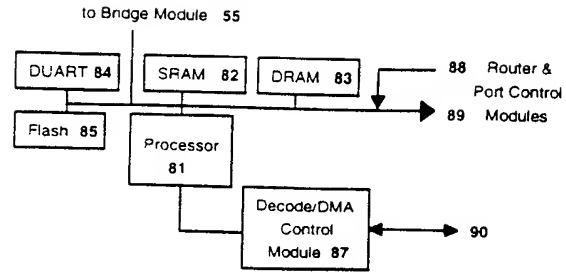 to Bridge Module 55
DUART 84
SRAM 82
DRAM 83
88 Router &
Port Control
89 Modules
Flash 85
Processor
81
Decode/DMA
Control
Module 87
90